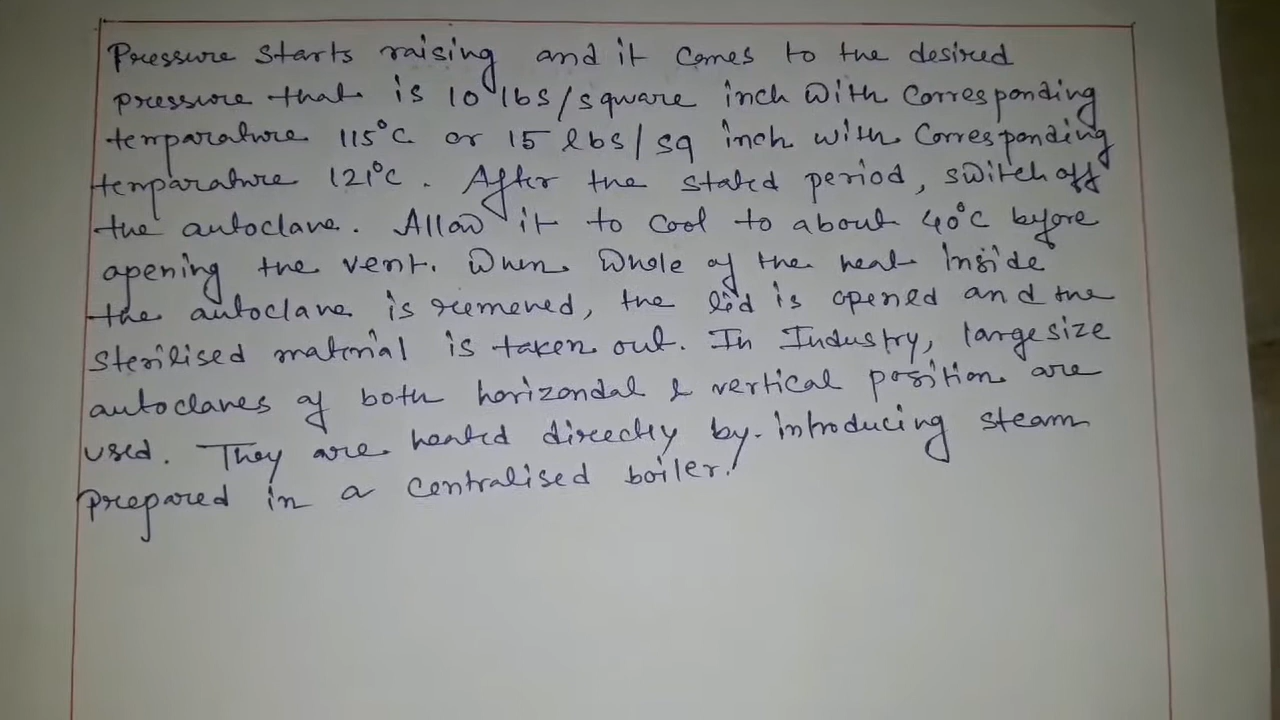 Pressure starts raising and it comes to the desired
pressure that is 10 lbs/square inch with corresponding
temparature 115°C or 15 lbs/sq inch with corresponding
temparature 121°C. After the stated period, switch off
the autoclave. Allow it to cool to about 40°C before
opening the vent. When whole of the heat inside
the autoclave is removed, the lid is opened and the
sterilised material is taken out. In Industry, large size
autoclaves of both horizondal & vertical position are
used. They are heated directly by introducing steam
prepared in a centralised boiler.